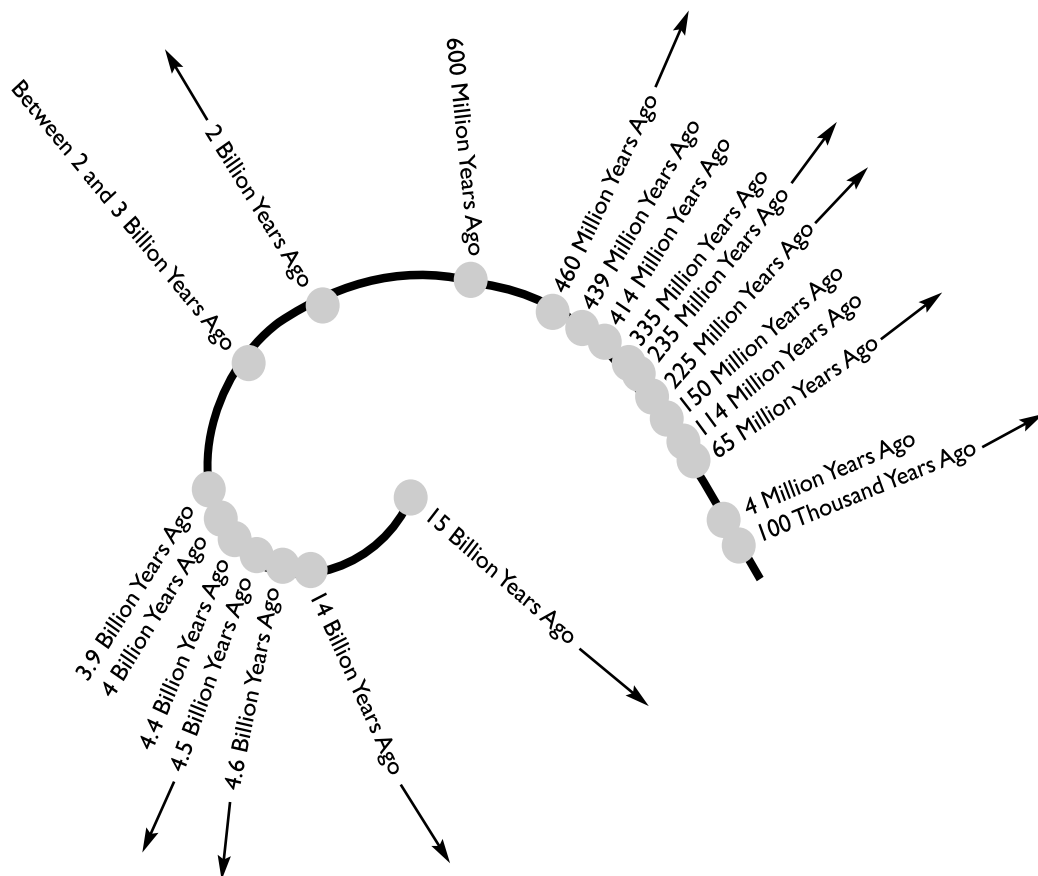 15 Billion Years Ago
14 Billion Years Ago
4.6 Billion Years Ago
4.5 Billion Years Ago
4.4 Billion Years Ago
4 Billion Years Ago
3.9 Billion Years Ago
Between 2 and 3 Billion Years Ago
2 Billion Years Ago
600 Million Years Ago
460 Million Years Ago
439 Million Years Ago
414 Million Years Ago
335 Million Years Ago
235 Million Years Ago
225 Million Years Ago
150 Million Years Ago
114 Million Years Ago
65 Million Years Ago
4 Million Years Ago
100 Thousand Years Ago